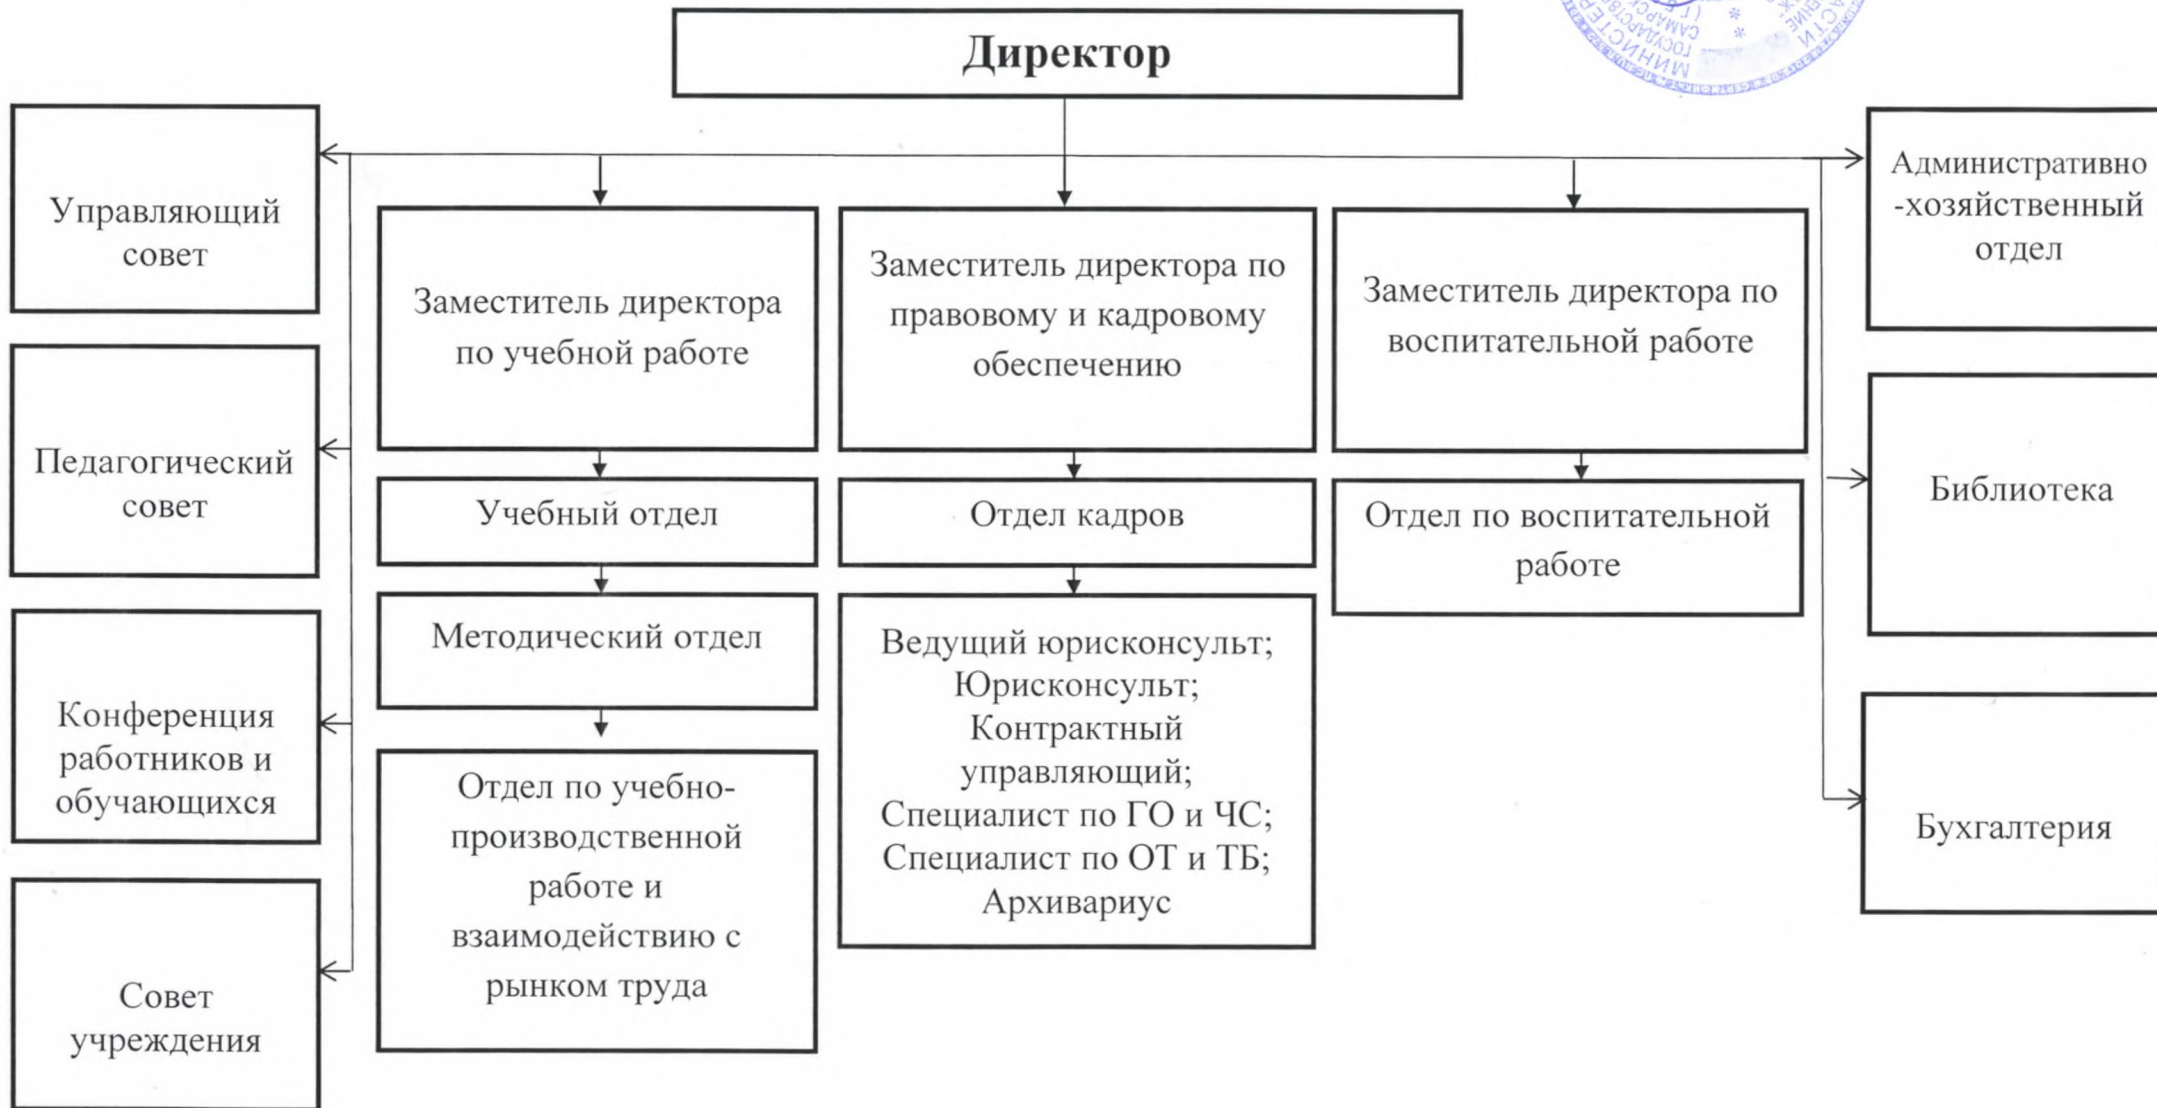 Директор
Управляющий
совет
Педагогический
совет
Конференция
работников и
обучающихся
Совет
учреждения
Заместитель директора
по учебной работе
Учебный отдел
Методический отдел
Отдел по учебно-
производственной
работе и
взаимодействию с
рынком труда
Заместитель директора по
правовому и кадровому
обеспечению
Отдел кадров
Ведущий юрисконсульт;
Юрисконсульт;
Контрактный
управляющий;
Специалист по ГО и ЧС;
Специалист по ОТ и ТБ;
Архивариус
Заместитель директора по
воспитательной работе
Отдел по воспитательной
работе
Административно
-хозяйственный
отдел
Библиотека
Бухгалтерия